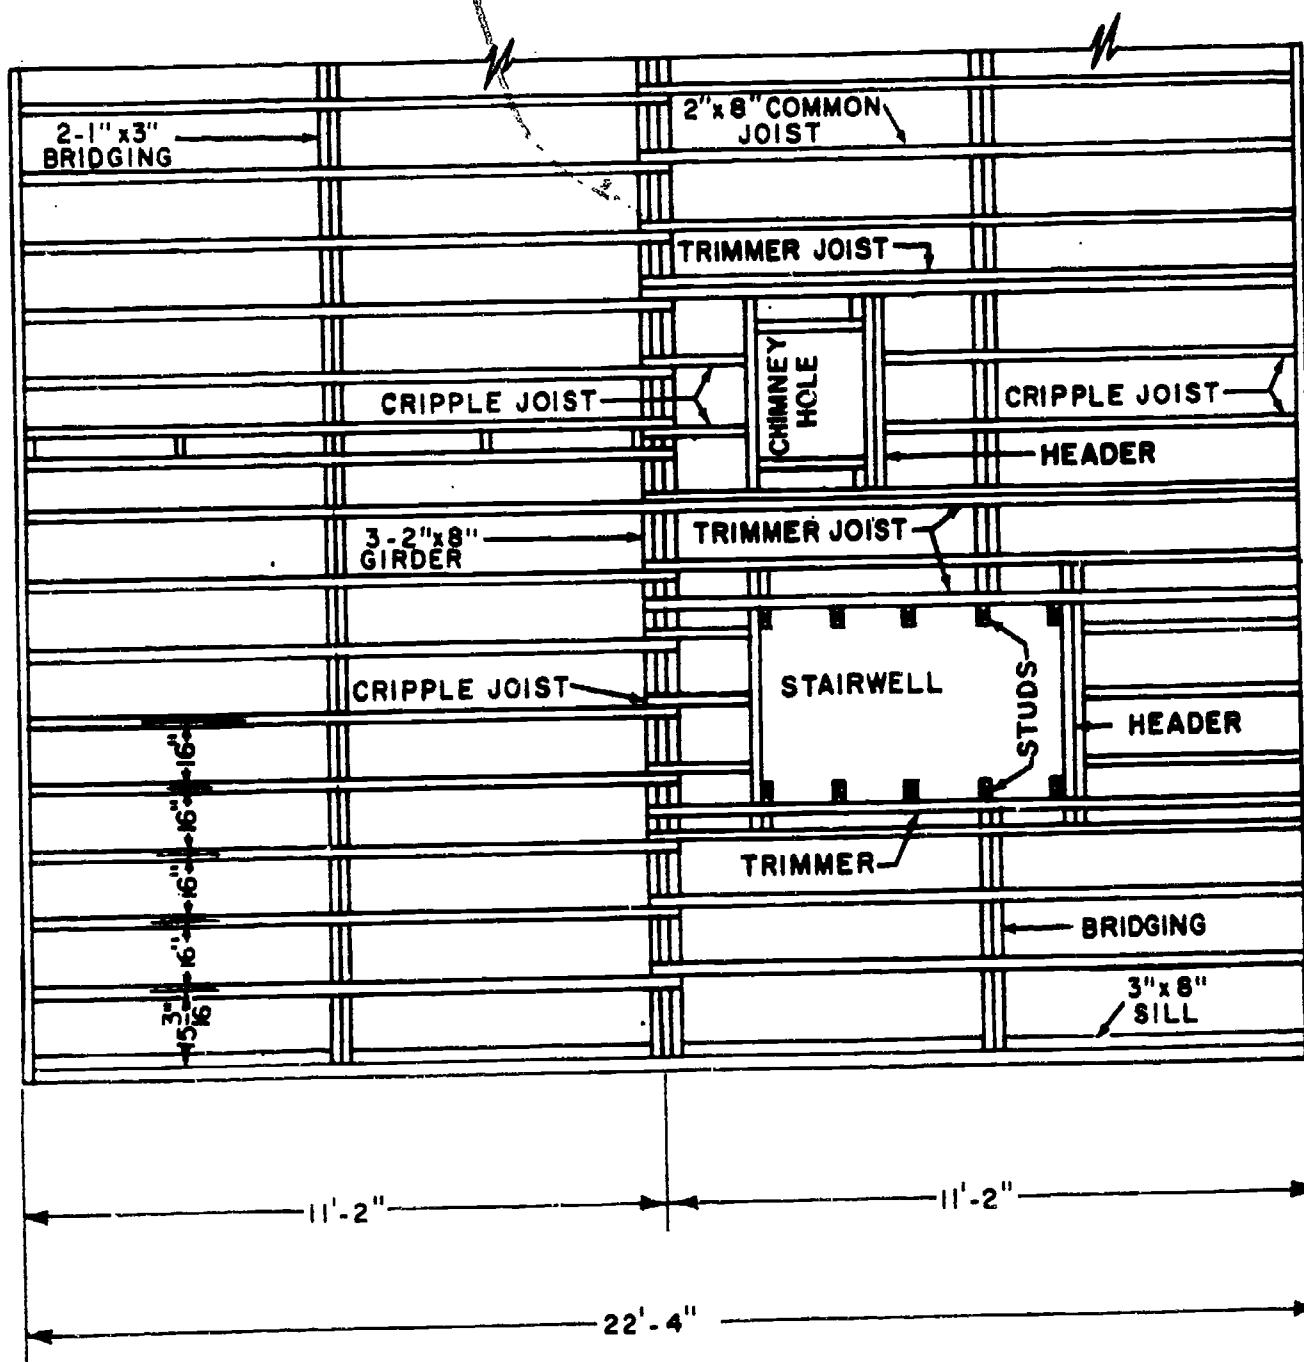 2-1" x3"
BRIDGING
2"x 8" COMMON
JOIST
TRIMMER JOIST
CHIMNEY
HOLE
CRIPPLE JOIST
CRIPPLE JOIST
HEADER
3-2"x8"
GIRDER
TRIMMER JOIST
CRIPPLE JOIST
STAIRWELL
STUDS
HEADER
16"
16"
16"
16"
15 3"
16
TRIMMER
BRIDGING
3"x 8"
SILL
11'-2"
11'-2"
22'-4"